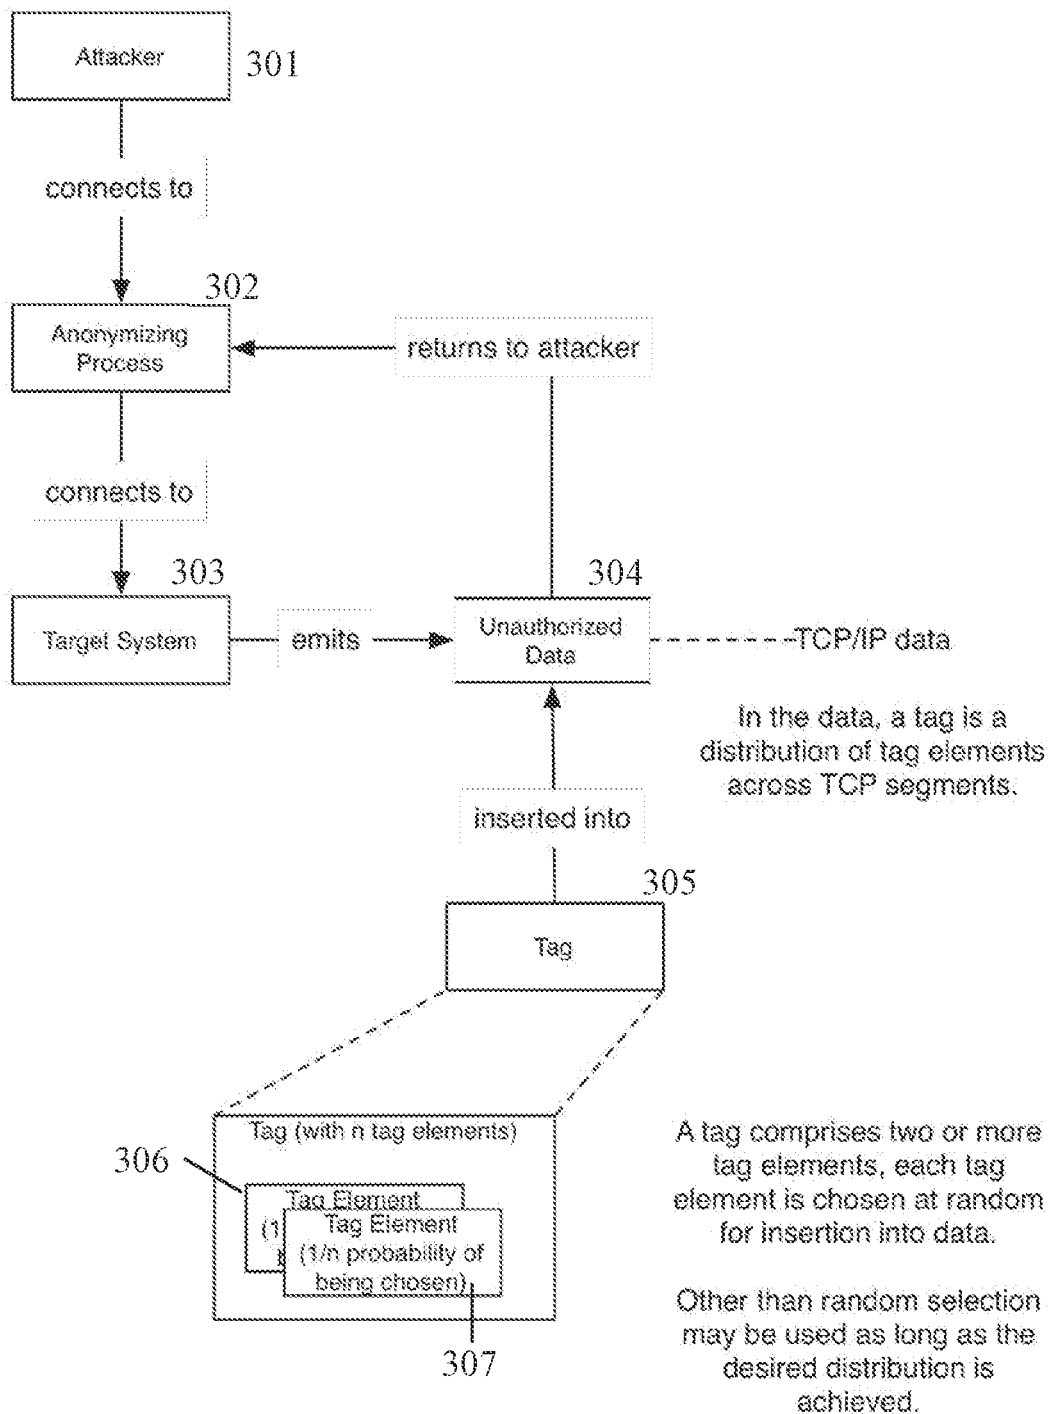 Attacker
301
connects to
302
Anonymizing
Process
returns to attacker
connects to
303
304
Target System
emits
Unauthorized
Data
TCP/IP data
In the data, a tag is a
distribution of tag elements
across TCP segments.
inserted into
305
Tag
Tag (with n tag elements)
306
Tag Element
(1
Tag Element
(1/n probability of
being chosen)
307
A tag comprises two or more
tag elements, each tag
element is chosen at random
for insertion into data.
Other than random selection
may be used as long as the
desired distribution is
achieved.